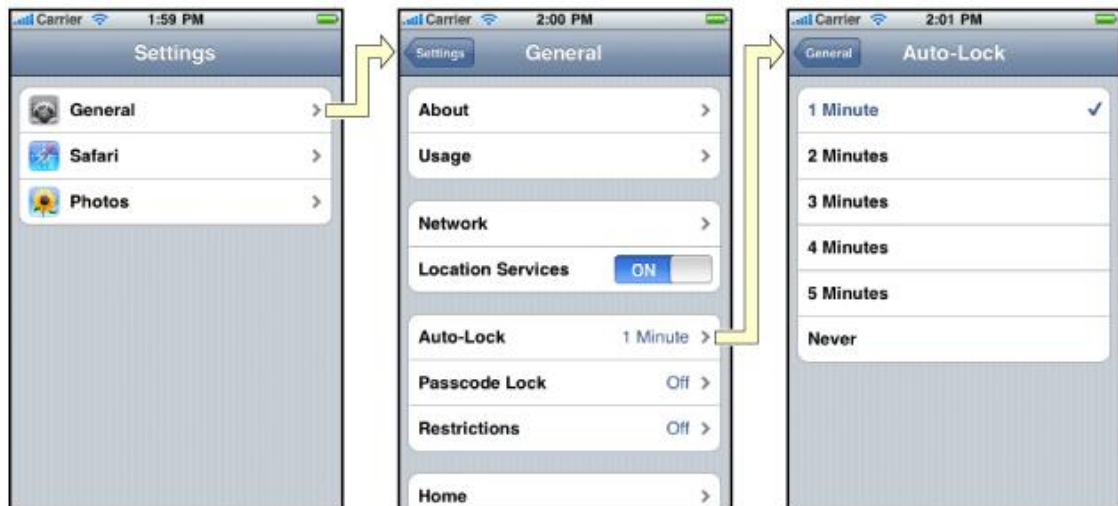 Carrier 1:59 PM
Settings
General
Safari
Photos
Carrier 2:00 PM
Settings General
About
Usage
Network
Location Services ON
Auto-Lock 1 Minute
Passcode Lock Off
Restrictions Off
Home
Carrier 2:01 PM
General Auto-Lock
1 Minute
2 Minutes
3 Minutes
4 Minutes
5 Minutes
Never